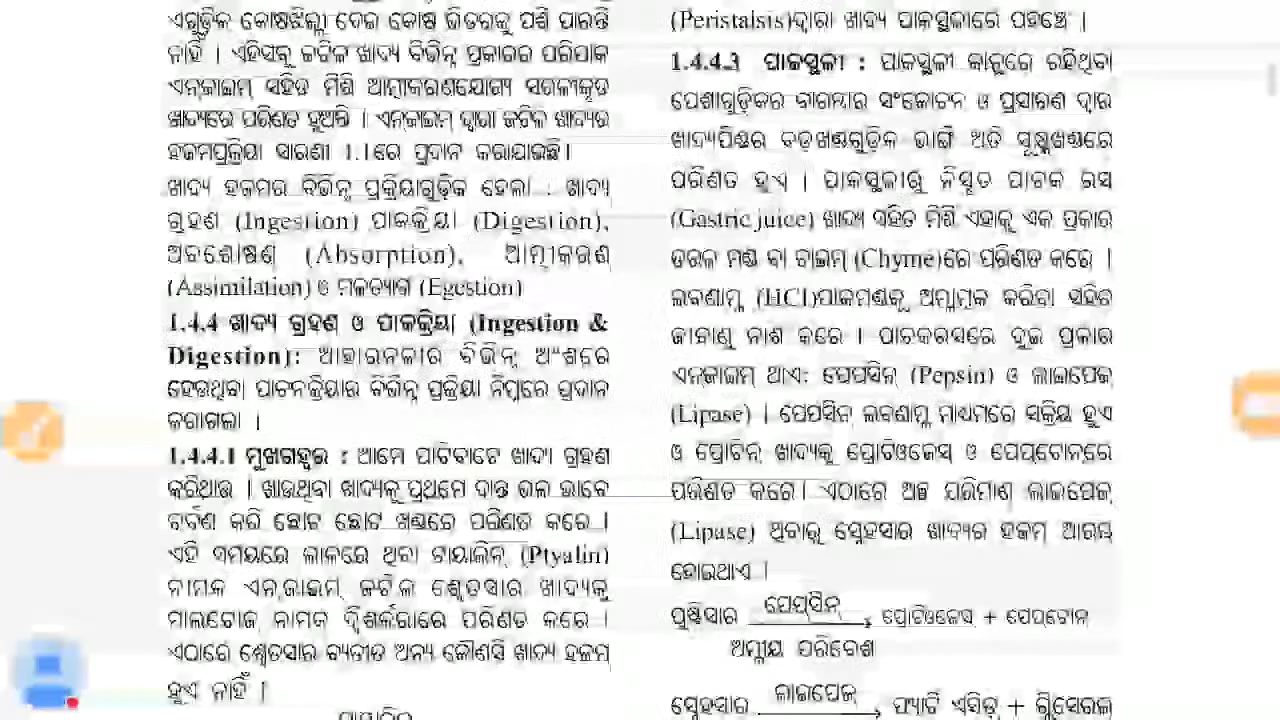 ଏଗୁଡ଼ିକ କୋଷଝିଲ୍ଲୀ ଦେଇ କୋଷ ଭିତରକୁ ପଶି ପାରନ୍ତି
ନାହିଁ । ଏହିସବୁ ଜଟିଳ ଖାଦ୍ୟ ବିଭିନ୍ନ ପ୍ରକାରର ପରିପାକ
ଏନ୍‌ଜାଇମ୍ ସହିତ ମିଶି ଆତ୍ମୀକରଣଯୋଗ୍ୟ ସରଳୀକୃତ
ଖାଦ୍ୟରେ ପରିଣତ ହୁଅନ୍ତି । ଏନ୍‌ଜାଇମ୍ ଦ୍ୱାରା ଜଟିଳ ଖାଦ୍ୟର
ହଜମପ୍ରକ୍ରିୟା ସାରଣୀ 1.1ରେ ପ୍ରଦାନ କରାଯାଇଛି।
ଖାଦ୍ୟ ହଜମର ବିଭିନ୍ନ ପ୍ରକ୍ରିୟାଗୁଡ଼ିକ ହେଲା : ଖାଦ୍ୟ
ଗ୍ରହଣ (Ingestion) ପାକକ୍ରିୟା (Digestion),
ଅବଶୋଷଣ (Absorption), ଆତ୍ମୀକରଣ
(Assimilation) ଓ ମଳତ୍ୟାଗ (Egestion)
1.4.4 ଖାଦ୍ୟ ଗ୍ରହଣ ଓ ପାକକ୍ରିୟା (Ingestion &
Digestion): ଆହାରନଳୀର ବିଭିନ୍ନ ଅଂଶରେ
ହେଉଥିବା ପାଚନକ୍ରିୟାର ବିଭିନ୍ନ ପ୍ରକ୍ରିୟା ନିମ୍ନରେ ପ୍ରଦାନ
କରାଗଲା ।
1.4.4.1 ମୁଖଗହ୍ୱର : ଆମେ ପାଟିବାଟେ ଖାଦ୍ୟ ଗ୍ରହଣ
କରିଥାଉ । ଖାଉଥିବା ଖାଦ୍ୟକୁ ପ୍ରଥମେ ଦାନ୍ତ ଭଲ ଭାବେ
ଚର୍ବଣ କରି ଛୋଟ ଛୋଟ ଖଣ୍ଡରେ ପରିଣତ କରେ ।
ଏହି ସମୟରେ ଲାଳରେ ଥିବା ଟାୟାଲିନ୍ (Ptyalin)
ନାମକ ଏନ୍‌ଜାଇମ୍ ଜଟିଳ ଶ୍ୱେତସାର ଖାଦ୍ୟକୁ
ମାଲଟୋଜ ନାମକ ଦ୍ୱିଶର୍କରାରେ ପରିଣତ କରେ ।
ଏଠାରେ ଶ୍ୱେତସାର ବ୍ୟତୀତ ଅନ୍ୟ କୌଣସି ଖାଦ୍ୟ ହଜମ
ହୁଏ ନାହିଁ ।
(Peristalsis)ଦ୍ୱାରା ଖାଦ୍ୟ ପାକସ୍ଥଳୀରେ ପହଞ୍ଚେ ।
1.4.4.3 ପାକସ୍ଥଳୀ : ପାକସ୍ଥଳୀ କାନ୍ଥରେ ରହିଥିବା
ପେଶୀଗୁଡ଼ିକର ବାରମ୍ବାର ସଂକୋଚନ ଓ ପ୍ରସାରଣ ଦ୍ୱାରା
ଖାଦ୍ୟପିଣ୍ଡର ବଡ଼ଖଣ୍ଡଗୁଡ଼ିକ ଭାଙ୍ଗି ଅତି ସୂକ୍ଷ୍ମଖଣ୍ଡରେ
ପରିଣତ ହୁଏ । ପାକସ୍ଥଳୀରୁ ନିସୃତ ପାଚକ ରସ
(Gastric juice) ଖାଦ୍ୟ ସହିତ ମିଶି ଏହାକୁ ଏକ ପ୍ରକାର
ତରଳ ମଣ୍ଡ ବା ଚାଇମ୍ (Chyme)ରେ ପରିଣତ କରେ ।
ଲବଣାମ୍ଳ (HCl)ପାକମଣ୍ଡକୁ ଅମ୍ଳାତ୍ମକ କରିବା ସହିତ
ଜୀବାଣୁ ନାଶ କରେ । ପାଚକରସରେ ଦୁଇ ପ୍ରକାର
ଏନ୍‌ଜାଇମ୍ ଥାଏ: ପେପସିନ୍ (Pepsin) ଓ ଲାଇପେଜ୍
(Lipase) । ପେପସିନ୍ ଲବଣାମ୍ଳ ମାଧ୍ୟମରେ ସକ୍ରିୟ ହୁଏ
ଓ ପ୍ରୋଟିନ୍ ଖାଦ୍ୟକୁ ପ୍ରୋଟିଓଜେସ୍ ଓ ପେପ୍‌ଟୋନ୍‌ରେ
ପରିଣତ କରେ। ଏଠାରେ ଅଳ୍ପ ପରିମାଣ ଲାଇପେଜ୍
(Lipase) ଥିବାରୁ ସ୍ନେହସାର ଖାଦ୍ୟର ହଜମ ଆରମ୍ଭ
ହୋଇଥାଏ ।
ପେପ୍‌ସିନ୍
ପୁଷ୍ଟିସାର → ପ୍ରୋଟିଓଜେସ୍ + ପେପ୍‌ଟୋନ୍
ଅମ୍ଳୀୟ ପରିବେଶ
ଲାଇପେଜ୍
ସ୍ନେହସାର → ଫ୍ୟାଟି ଏସିଡ୍ + ଗ୍ଲିସେରଲ